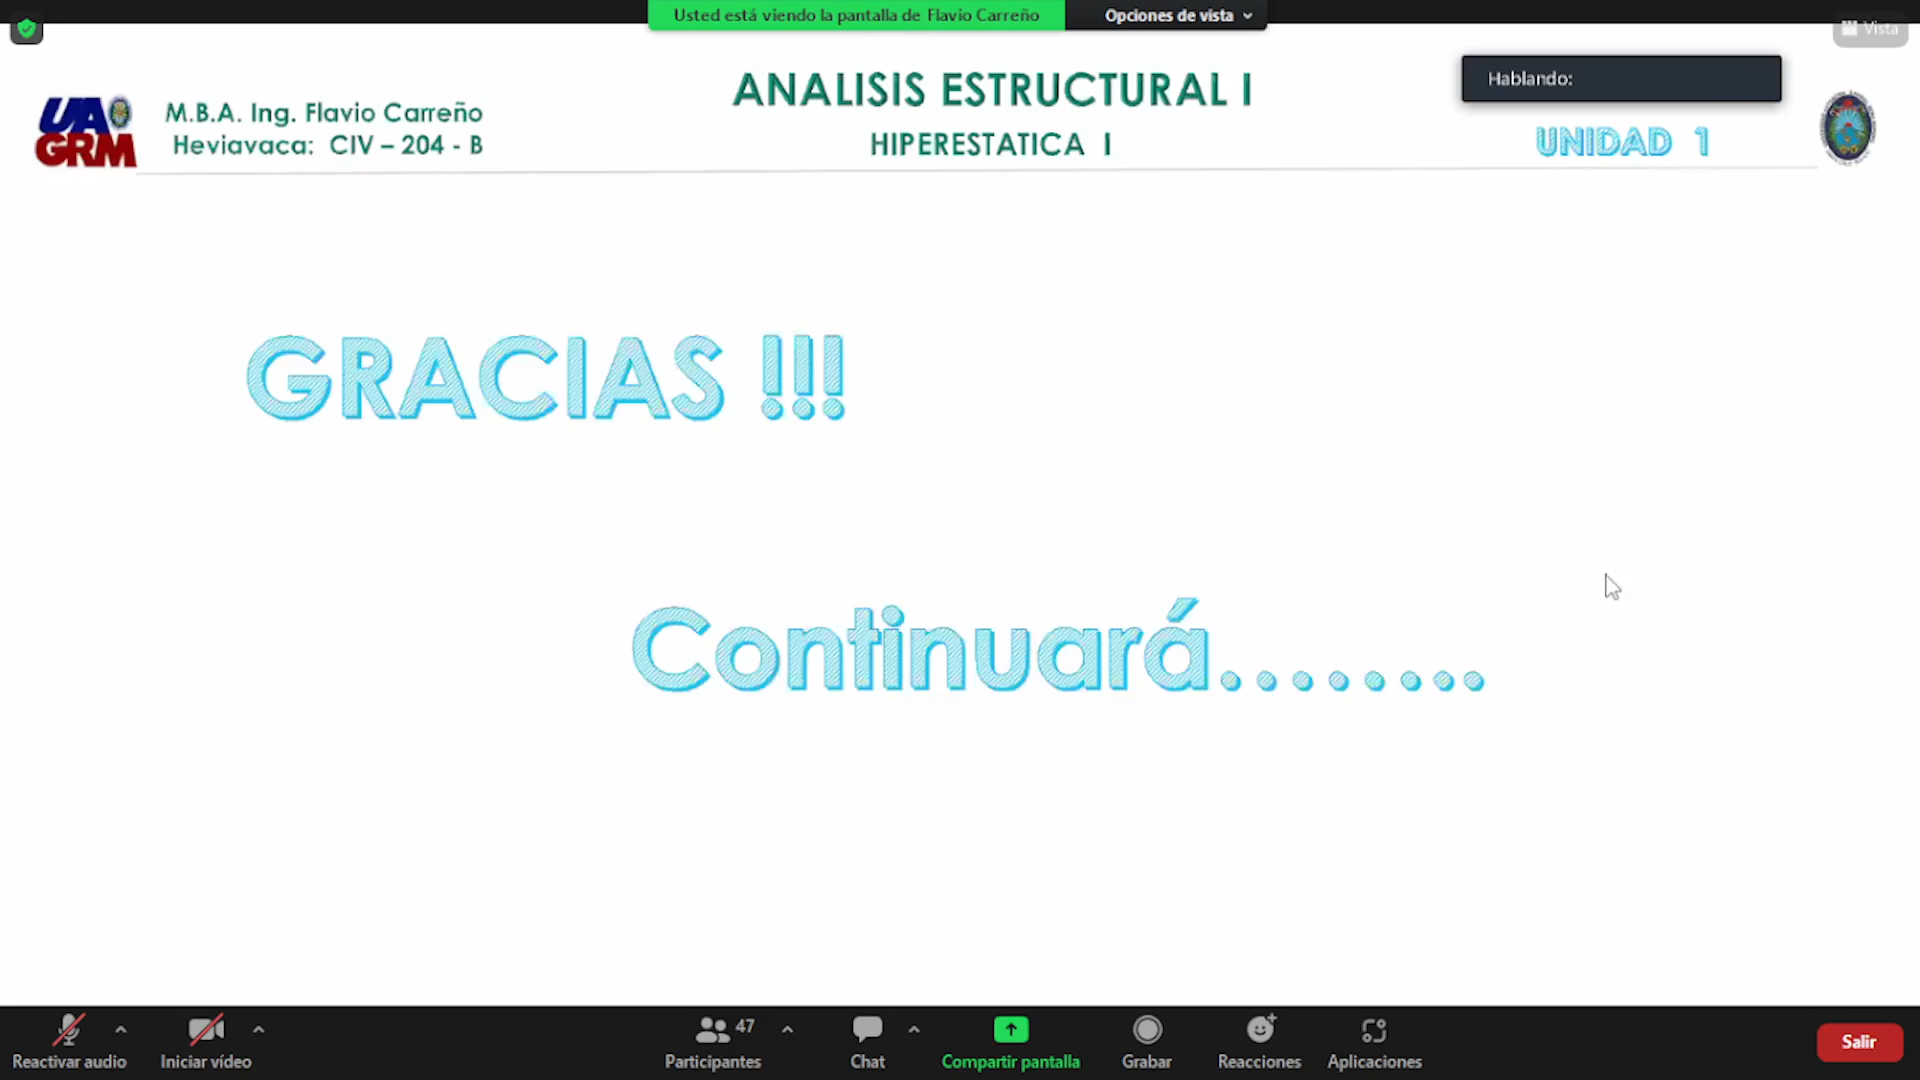 Usted está viendo la pantalla de Flavio Carreño
Opciones de vista
Vista
Hablando:
UAGRM
M.B.A. Ing. Flavio Carreño
Heviavaca: CIV – 204 - B
ANALISIS ESTRUCTURAL I
HIPERESTATICA I
UNIDAD 1
GRACIAS !!!
Continuará........
Reactivar audio
Iniciar vídeo
47
Participantes
Chat
Compartir pantalla
Grabar
Reacciones
Aplicaciones
Salir